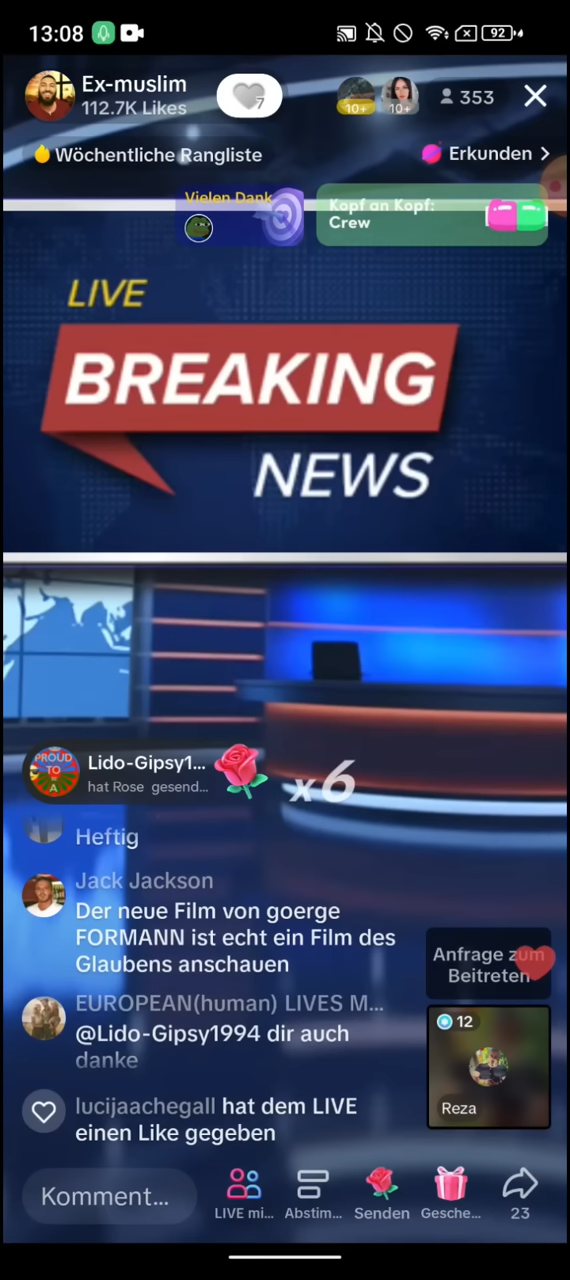 13:08
92
Ex-muslim
112.7K Likes
7
10+
10+
353
Wöchentliche Rangliste
Erkunden
Vielen Dank
Kopf an Kopf:
Crew
LIVE
BREAKING
NEWS
PROUD
TO
A
Lido-Gipsy1...
hat Rose gesend...
x6
Heftig
Jack Jackson
Der neue Film von goerge
FORMANN ist echt ein Film des
Glaubens anschauen
Anfrage zum
Beitreten
EUROPEAN(human) LIVES M...
@Lido-Gipsy1994 dir auch
danke
12
Reza
lucijaachegall hat dem LIVE
einen Like gegeben
Komment...
LIVE mi...
Abstim...
Senden
Gesche...
23